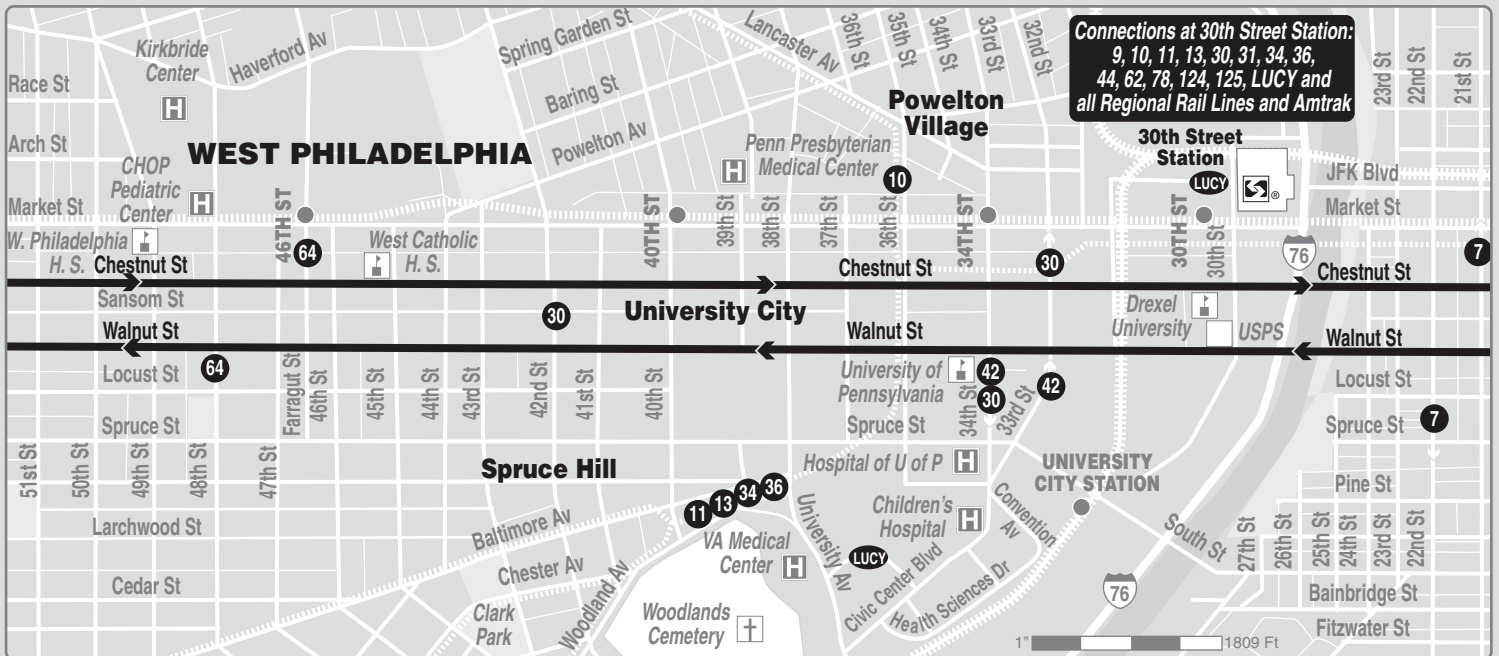 Spring Garden St
Lancaster Av
36th St
35th St
34th St
33rd St
32nd St
Connections at 30th Street Station:
9, 10, 11, 13, 30, 31, 34, 36,
44, 62, 78, 124, 125, LUCY and
all Regional Rail Lines and Amtrak
23rd St
22nd St
21st St
Kirkbride
Center
Haverford Av
Race St
H
Baring St
Powelton
Village
Arch St
WEST PHILADELPHIA
Powelton Av
Penn Presbyterian
Medical Center
H
10
30th Street
Station
LUCY
®
JFK Blvd
CHOP
Pediatric
Center
H
Market St
Market St
46TH ST
40TH ST
39th St
38th St
37th St
36th St
34TH ST
30TH ST
30th St
W. Philadelphia
H. S.
64
West Catholic
H. S.
30
76
7
Chestnut St
Chestnut St
Chestnut St
Sansom St
30
University City
Drexel
University
USPS
Walnut St
Walnut St
Walnut St
Locust St
64
Farragut St
46th St
45th St
44th St
43rd St
42nd St
41st St
40th St
University of
Pennsylvania
42
30
34th St
33rd St
42
Locust St
Spruce St
Spruce St
Spruce St
7
51st St
50th St
49th St
48th St
47th St
Spruce Hill
Hospital of U of P
H
UNIVERSITY
CITY STATION
Pine St
11
13
34
36
University Av
Children's
Hospital
H
Convention
Av
South St
27th St
26th St
25th St
24th St
23rd St
22nd St
Larchwood St
Baltimore Av
VA Medical
Center
H
LUCY
Civic Center Blvd
Health Sciences Dr
Cedar St
Chester Av
Woodland Av
76
Bainbridge St
Clark
Park
Woodlands
Cemetery
Fitzwater St
1"
1809 Ft